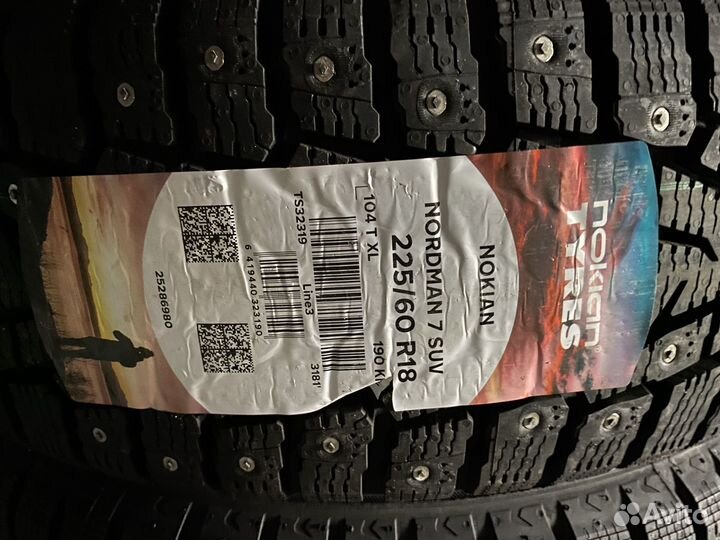 nokian
TYRES
NOKIAN
NORDMAN 7 SUV
225/60 R18
104 T XL
190 K
TS32319
Line3
3181
6 419440 323190
25286980
Avito